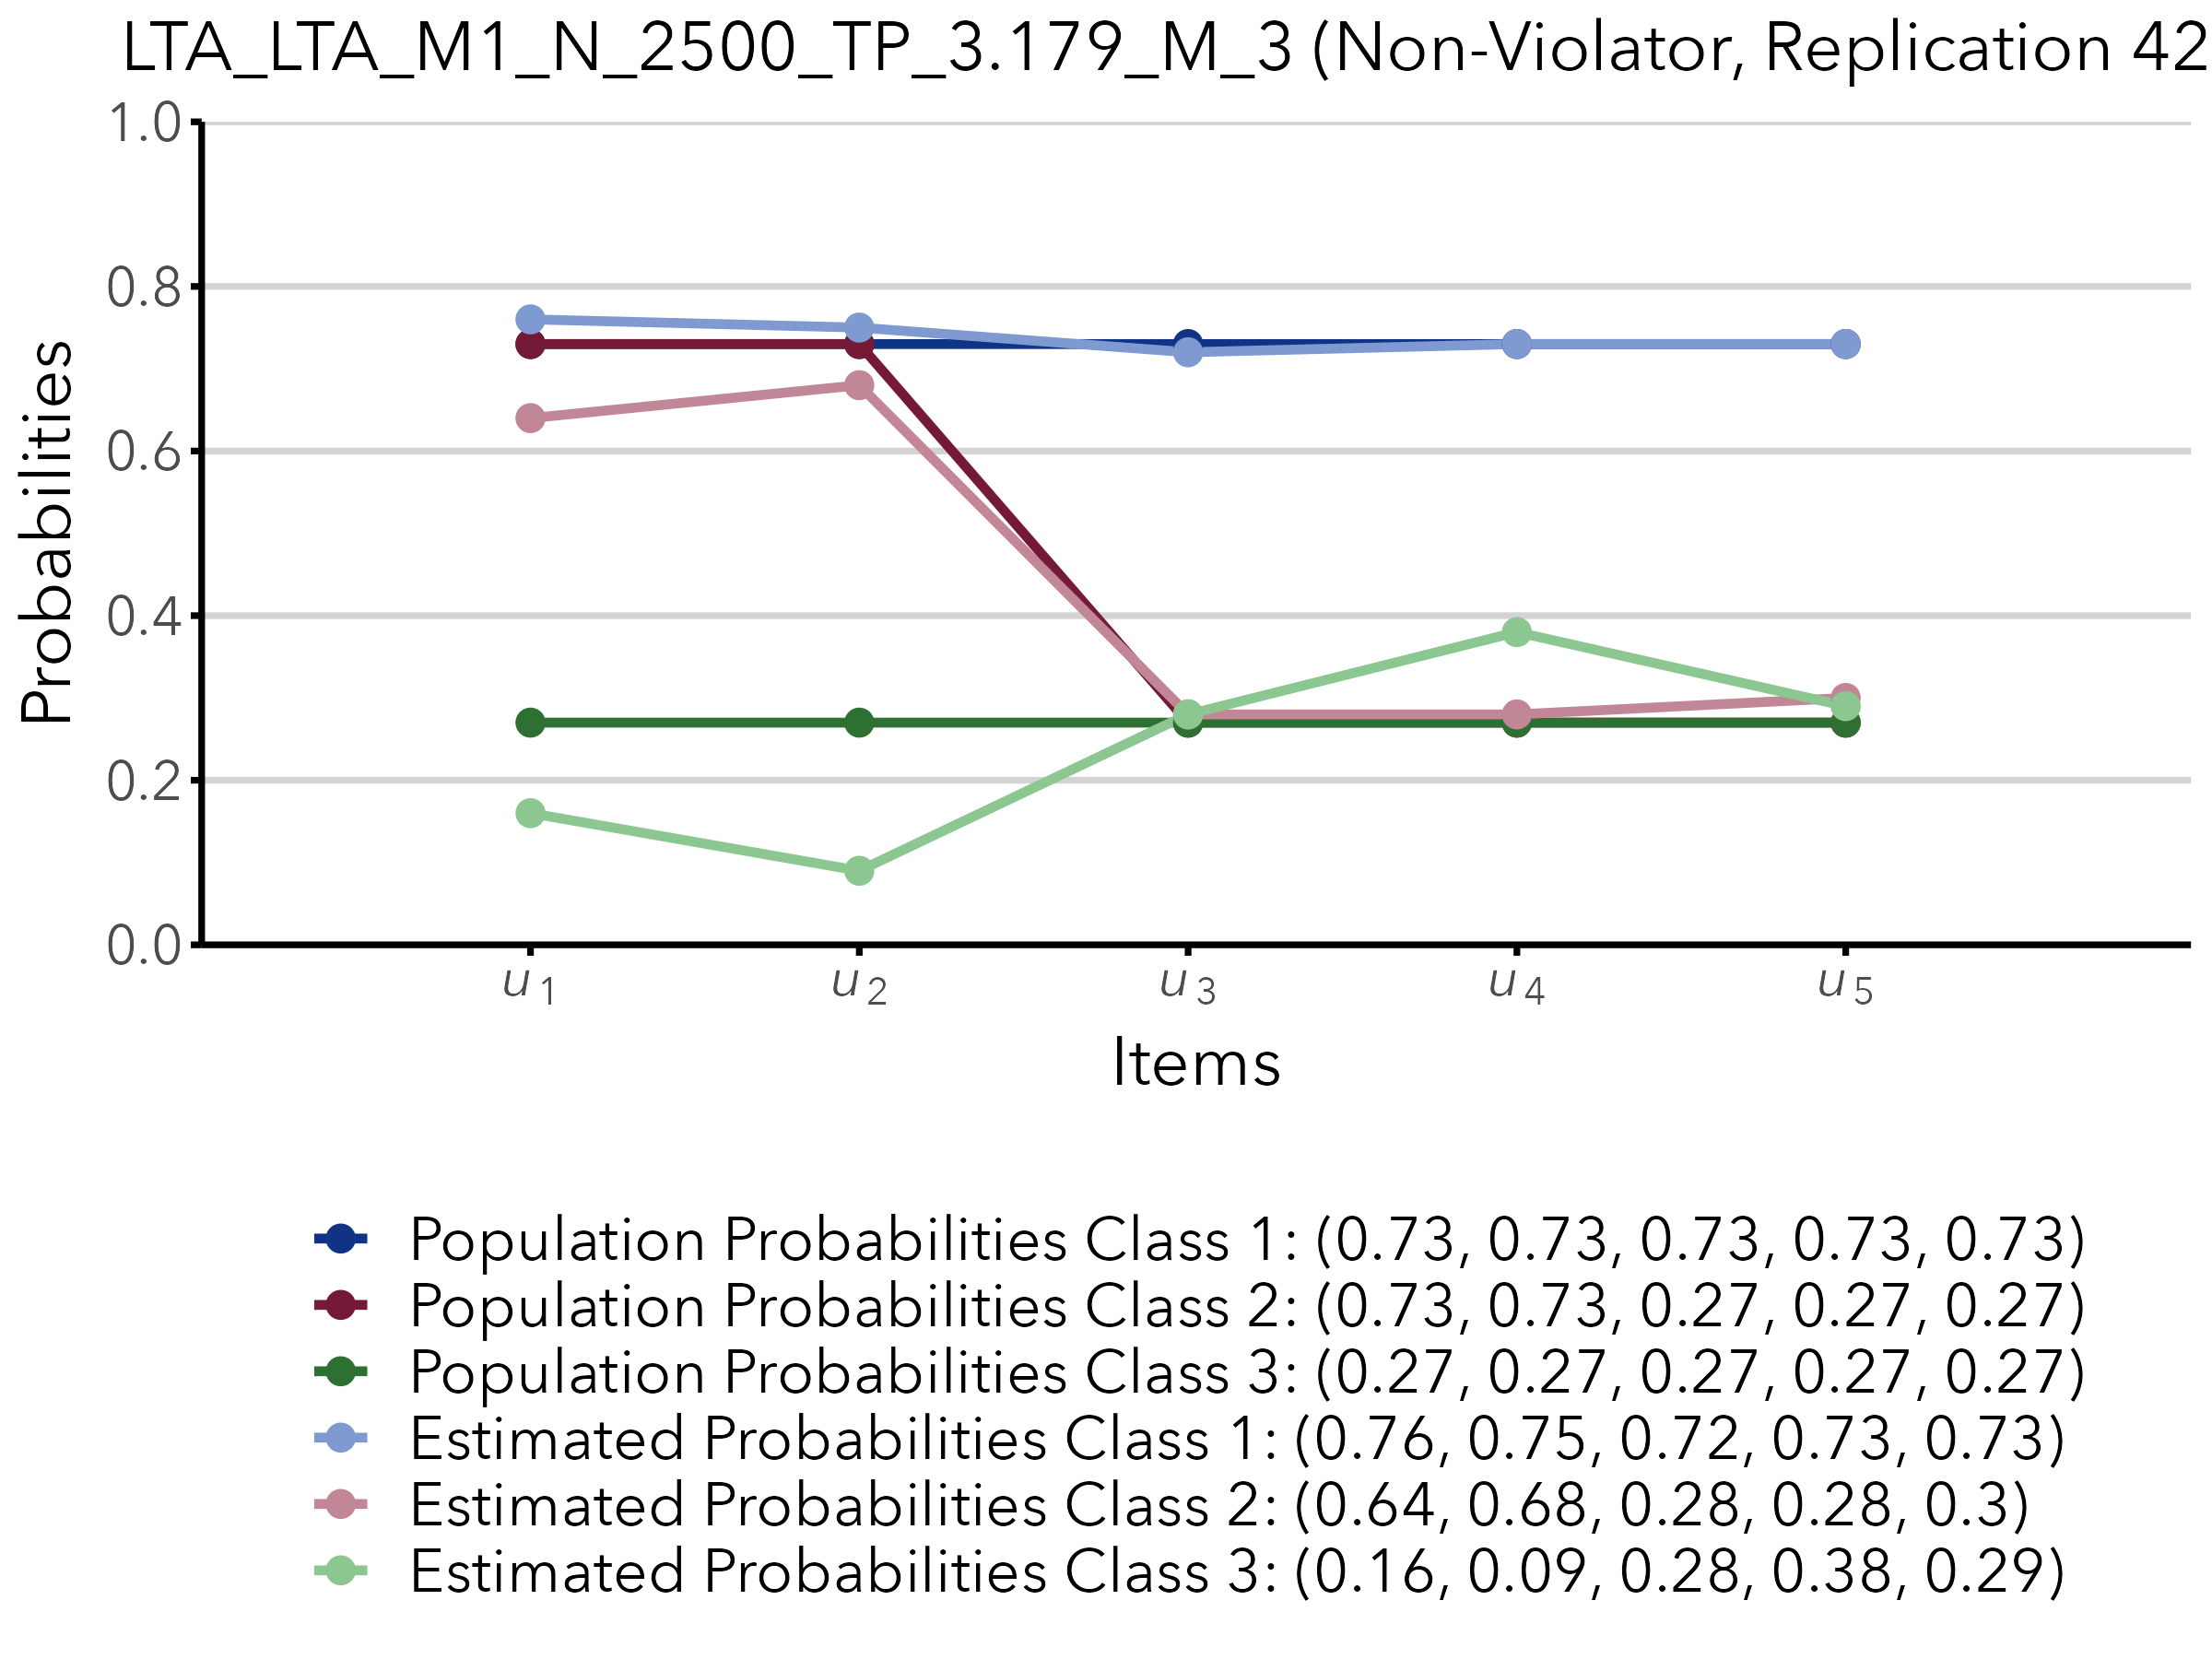 LTA_LTA_M1_N_2500_TP_3.179_M_3 (Non-Violator, Replication 42
1.0
0.8
0.6
0.4
0.2
0.0
Probabilities
u1 u2 u3 u4 u5
Items
Population Probabilities Class 1: (0.73, 0.73, 0.73, 0.73, 0.73)
Population Probabilities Class 2: (0.73, 0.73, 0.27, 0.27, 0.27)
Population Probabilities Class 3: (0.27, 0.27, 0.27, 0.27, 0.27)
Estimated Probabilities Class 1: (0.76, 0.75, 0.72, 0.73, 0.73)
Estimated Probabilities Class 2: (0.64, 0.68, 0.28, 0.28, 0.3)
Estimated Probabilities Class 3: (0.16, 0.09, 0.28, 0.38, 0.29)